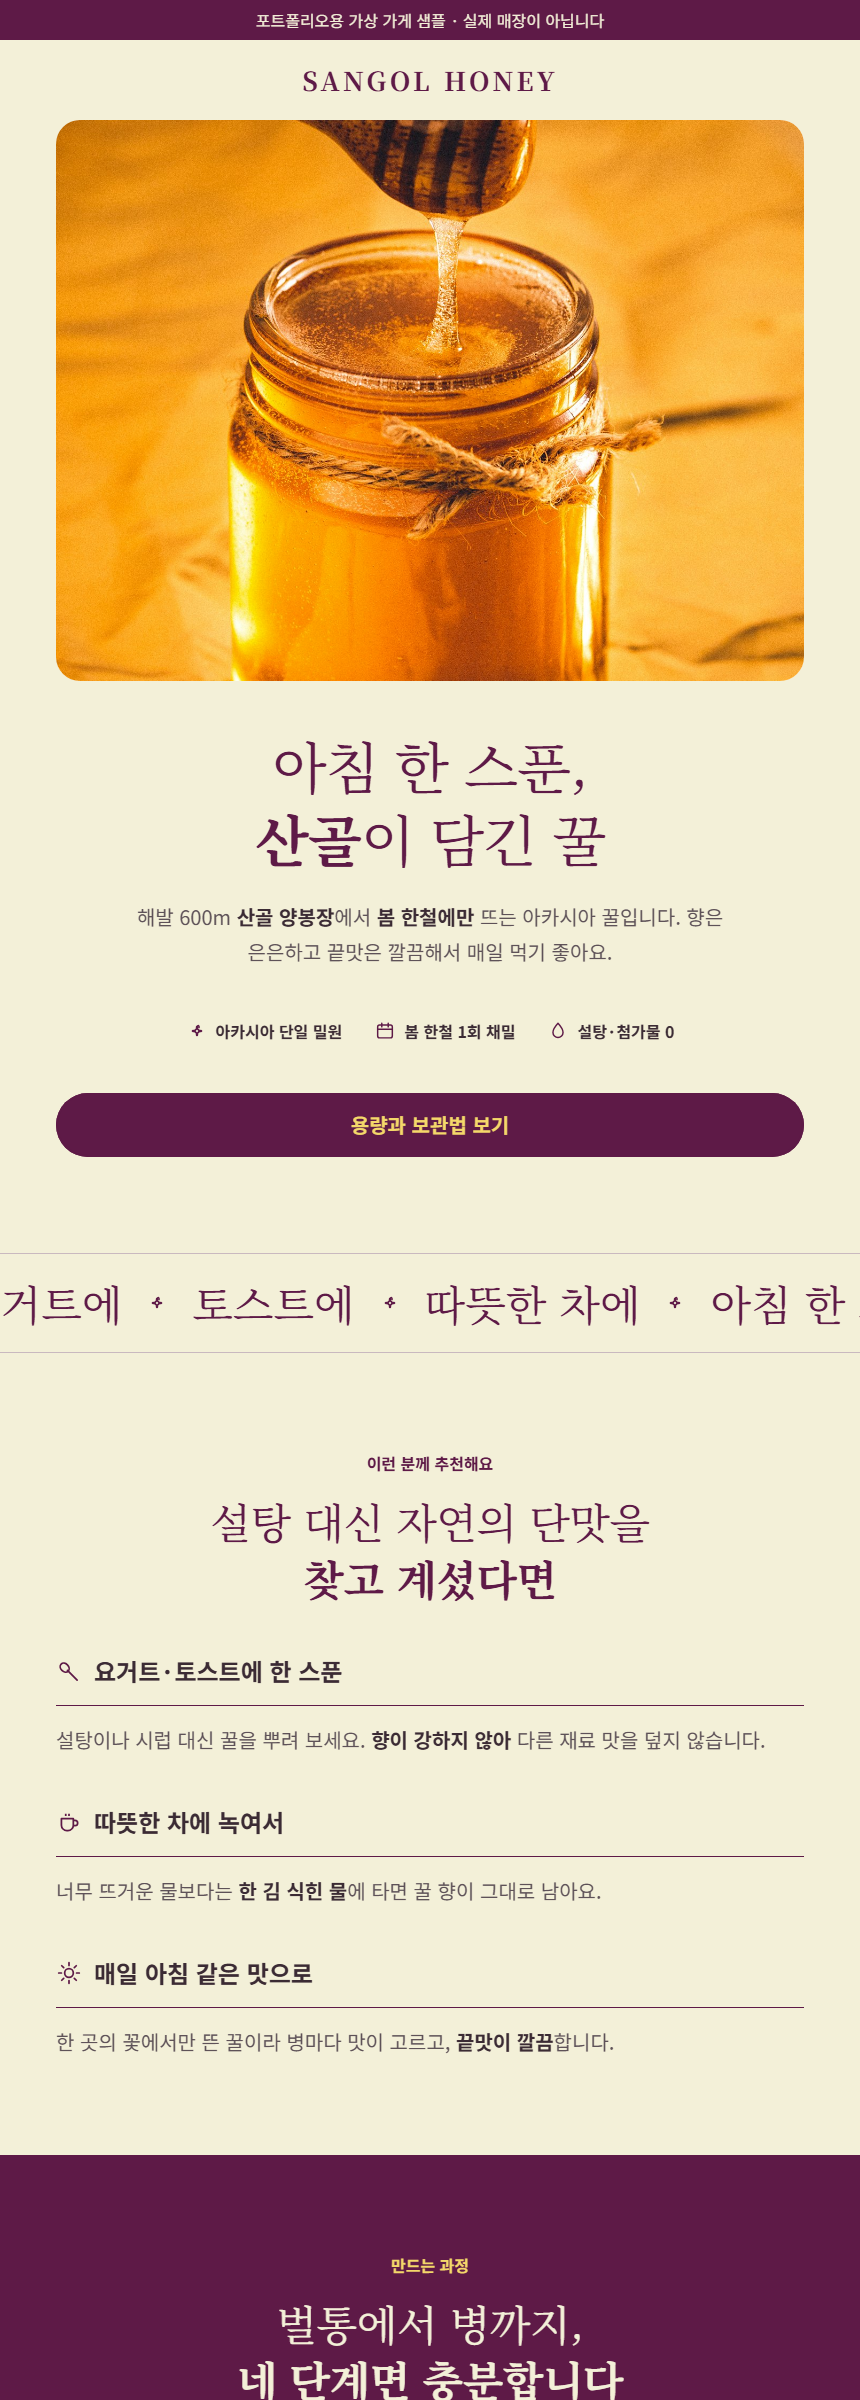 포트폴리오용 가상 가게 샘플 · 실제 매장이 아닙니다
SANGOL HONEY
아침 한 스푼,
산골이 담긴 꿀
해발 600m 산골 양봉장에서 봄 한철에만 뜨는 아카시아 꿀입니다. 향은
은은하고 끝맛은 깔끔해서 매일 먹기 좋아요.
아카시아 단일 밀원 봄 한철 1회 채밀 설탕·첨가물 0
용량과 보관법 보기
거트에 토스트에 따뜻한 차에 아침 한
이런 분께 추천해요
설탕 대신 자연의 단맛을
찾고 계셨다면
요거트·토스트에 한 스푼
설탕이나 시럽 대신 꿀을 뿌려 보세요. 향이 강하지 않아 다른 재료 맛을 덮지 않습니다.
따뜻한 차에 녹여서
너무 뜨거운 물보다는 한 김 식힌 물에 타면 꿀 향이 그대로 남아요.
매일 아침 같은 맛으로
한 곳의 꽃에서만 뜬 꿀이라 병마다 맛이 고르고, 끝맛이 깔끔합니다.
만드는 과정
벌통에서 병까지,
네 단계면 충분합니다